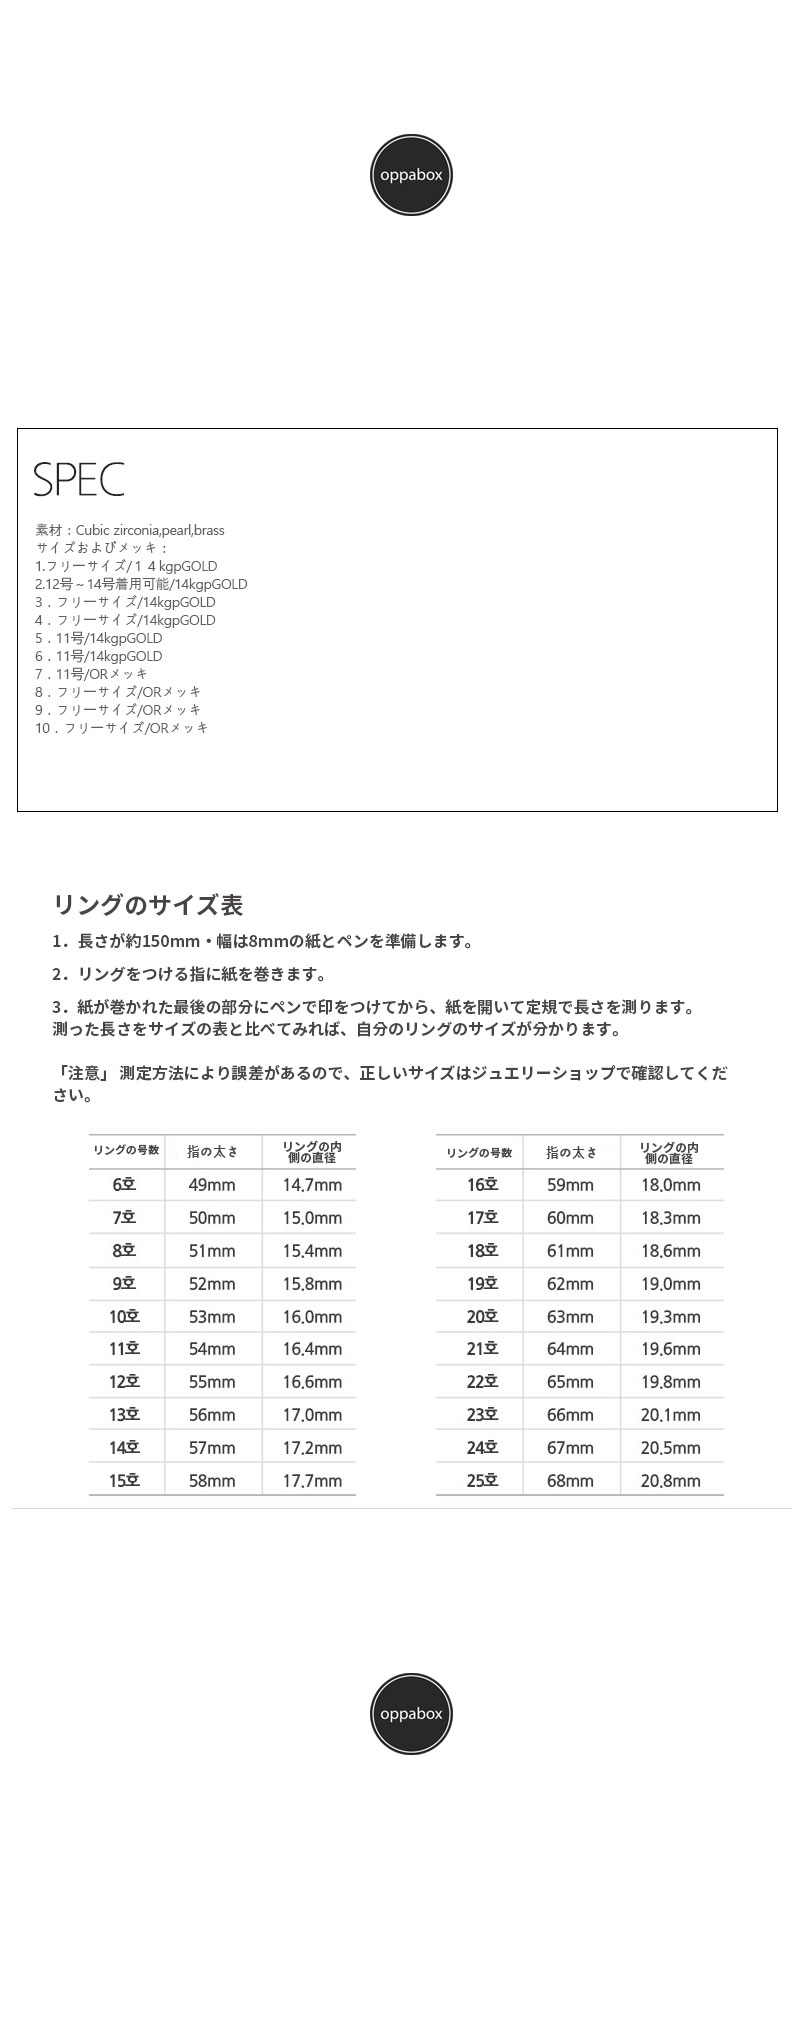 oppabox
SPEC
素材：Cubic zirconia,pearl,brass
サイズおよびメッキ：
1.フリーサイズ/１４kgpGOLD
2.12号～14号着用可能/14kgpGOLD
3．フリーサイズ/14kgpGOLD
4．フリーサイズ/14kgpGOLD
5．11号/14kgpGOLD
6．11号/14kgpGOLD
7．11号/ORメッキ
8．フリーサイズ/ORメッキ
9．フリーサイズ/ORメッキ
10．フリーサイズ/ORメッキ
リングのサイズ表
1．長さが約150mm・幅は8mmの紙とペンを準備します。
2．リングをつける指に紙を巻きます。
3．紙が巻かれた最後の部分にペンで印をつけてから、紙を開いて定規で長さを測ります。
測った長さをサイズの表と比べてみれば、自分のリングのサイズが分かります。
「注意」 測定方法により誤差があるので、正しいサイズはジュエリーショップで確認してくだ
さい。
リングの号数 指の太さ リングの内
側の直径
6호 49mm 14.7mm
7호 50mm 15.0mm
8호 51mm 15.4mm
9호 52mm 15.8mm
10호 53mm 16.0mm
11호 54mm 16.4mm
12호 55mm 16.6mm
13호 56mm 17.0mm
14호 57mm 17.2mm
15호 58mm 17.7mm
リングの号数 指の太さ リングの内
側の直径
16호 59mm 18.0mm
17호 60mm 18.3mm
18호 61mm 18.6mm
19호 62mm 19.0mm
20호 63mm 19.3mm
21호 64mm 19.6mm
22호 65mm 19.8mm
23호 66mm 20.1mm
24호 67mm 20.5mm
25호 68mm 20.8mm
oppabox